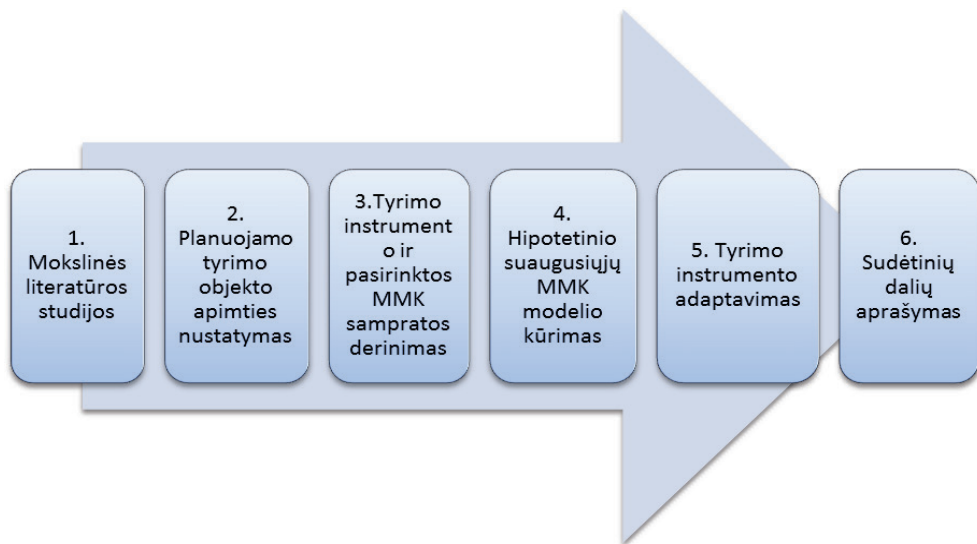 1.
Mokslinės
literatūros
studijos
2.
Planuojamo
tyrimo
objekto
apimties
nustatymas
3.Tyrimo
instrument
o ir
pasirinktos
MMK
sampratos
derinimas
4.
Hipotetinio
suaugusiųjų
MMK
modelio
kūrimas
5. Tyrimo
instrumento
adaptavimas
6.
Sudėtinių
dalių
aprašymas